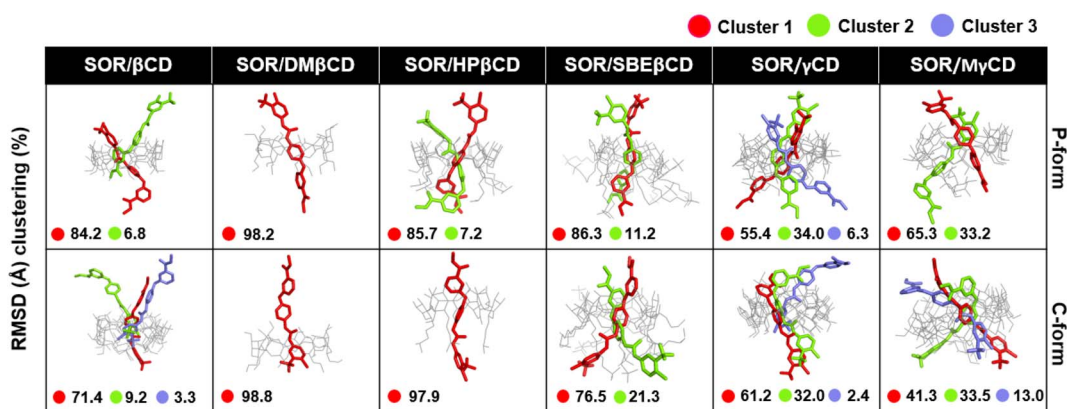 Cluster 1 Cluster 2 Cluster 3
SOR/βCD SOR/DMβCD SOR/HPβCD SOR/SBEβCD SOR/γCD SOR/MγCD
RMSD (Å) clustering (%)
P-form
84.2 6.8 98.2 85.7 7.2 86.3 11.2 55.4 34.0 6.3 65.3 33.2
C-form
71.4 9.2 3.3 98.8 97.9 76.5 21.3 61.2 32.0 2.4 41.3 33.5 13.0